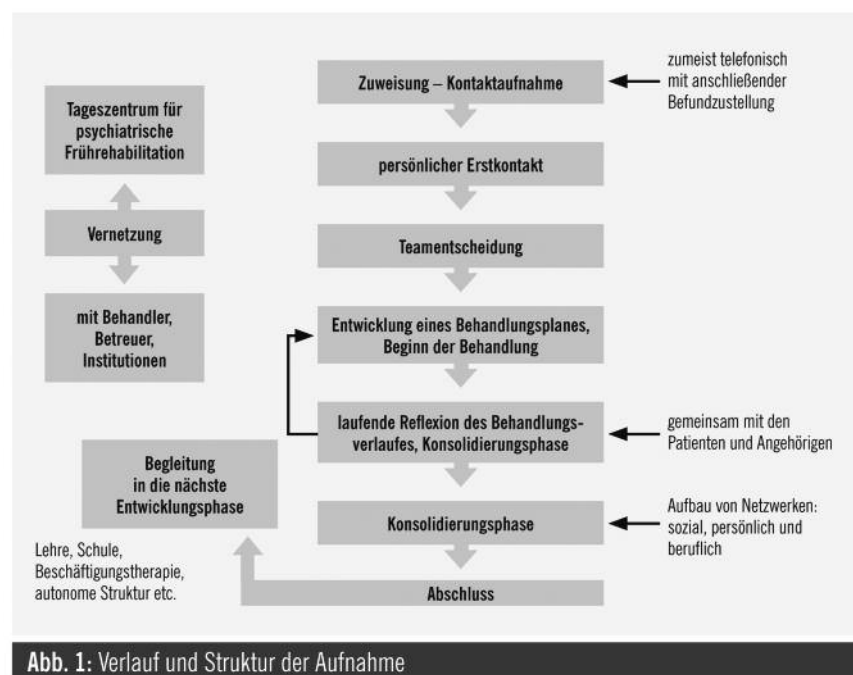 Zuweisung – Kontaktaufnahme
zumeist telefonisch
mit anschließender
Befundzustellung
Tageszentrum für
psychiatrische
Frührehabilitation
persönlicher Erstkontakt
Vernetzung
Teamentscheidung
mit Behandler,
Betreuer,
Institutionen
Entwicklung eines Behandlungsplanes,
Beginn der Behandlung
laufende Reflexion des Behandlungs-
verlaufes, Konsolidierungsphase
gemeinsam mit den
Patienten und Angehörigen
Begleitung
in die nächste
Entwicklungsphase
Konsolidierungsphase
Aufbau von Netzwerken:
sozial, persönlich und
beruflich
Lehre, Schule,
Beschäftigungstherapie,
autonome Struktur etc.
Abschluss
Abb. 1: Verlauf und Struktur der Aufnahme